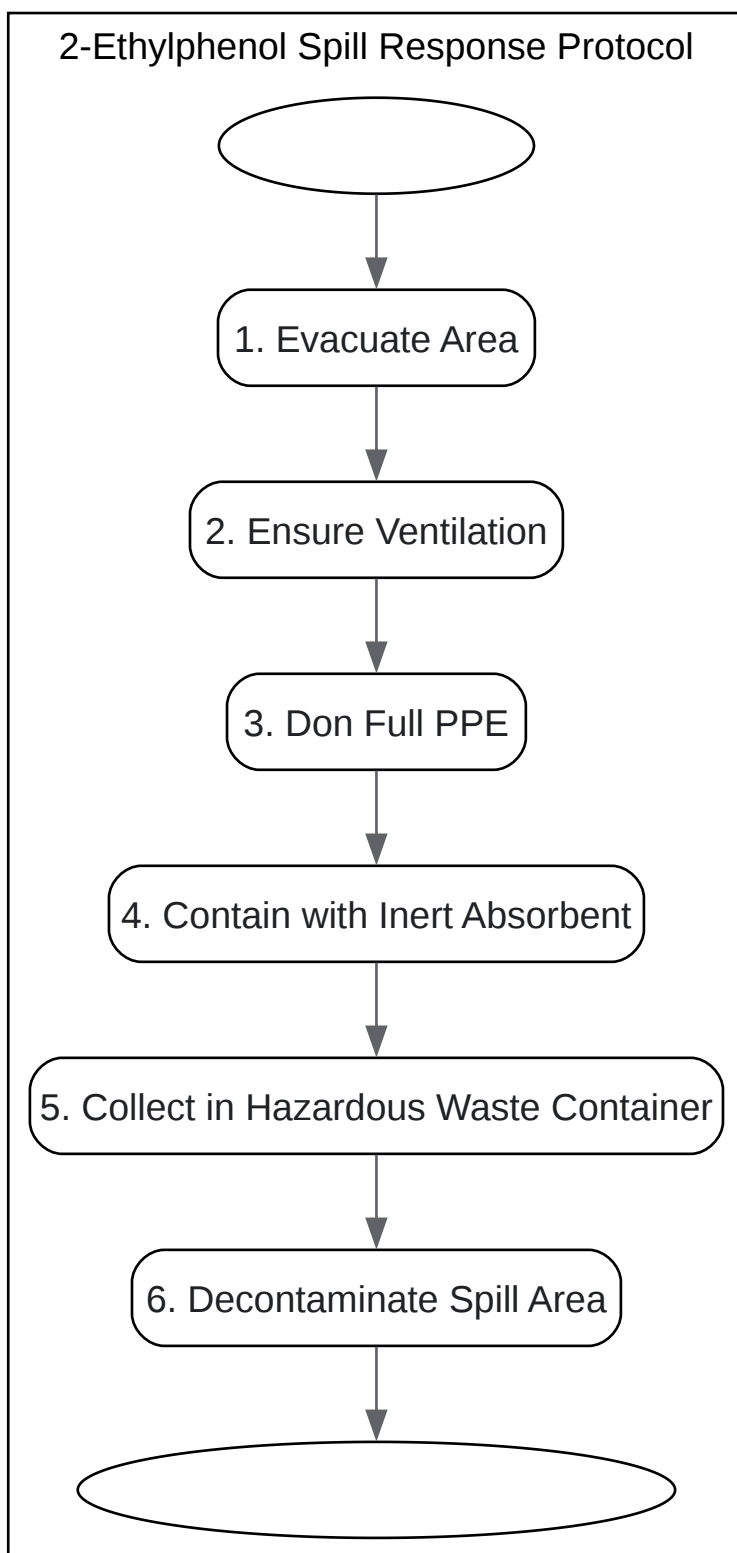 2-Ethylphenol Spill Response Protocol
1. Evacuate Area
2. Ensure Ventilation
3. Don Full PPE
4. Contain with Inert Absorbent
5. Collect in Hazardous Waste Container
6. Decontaminate Spill Area